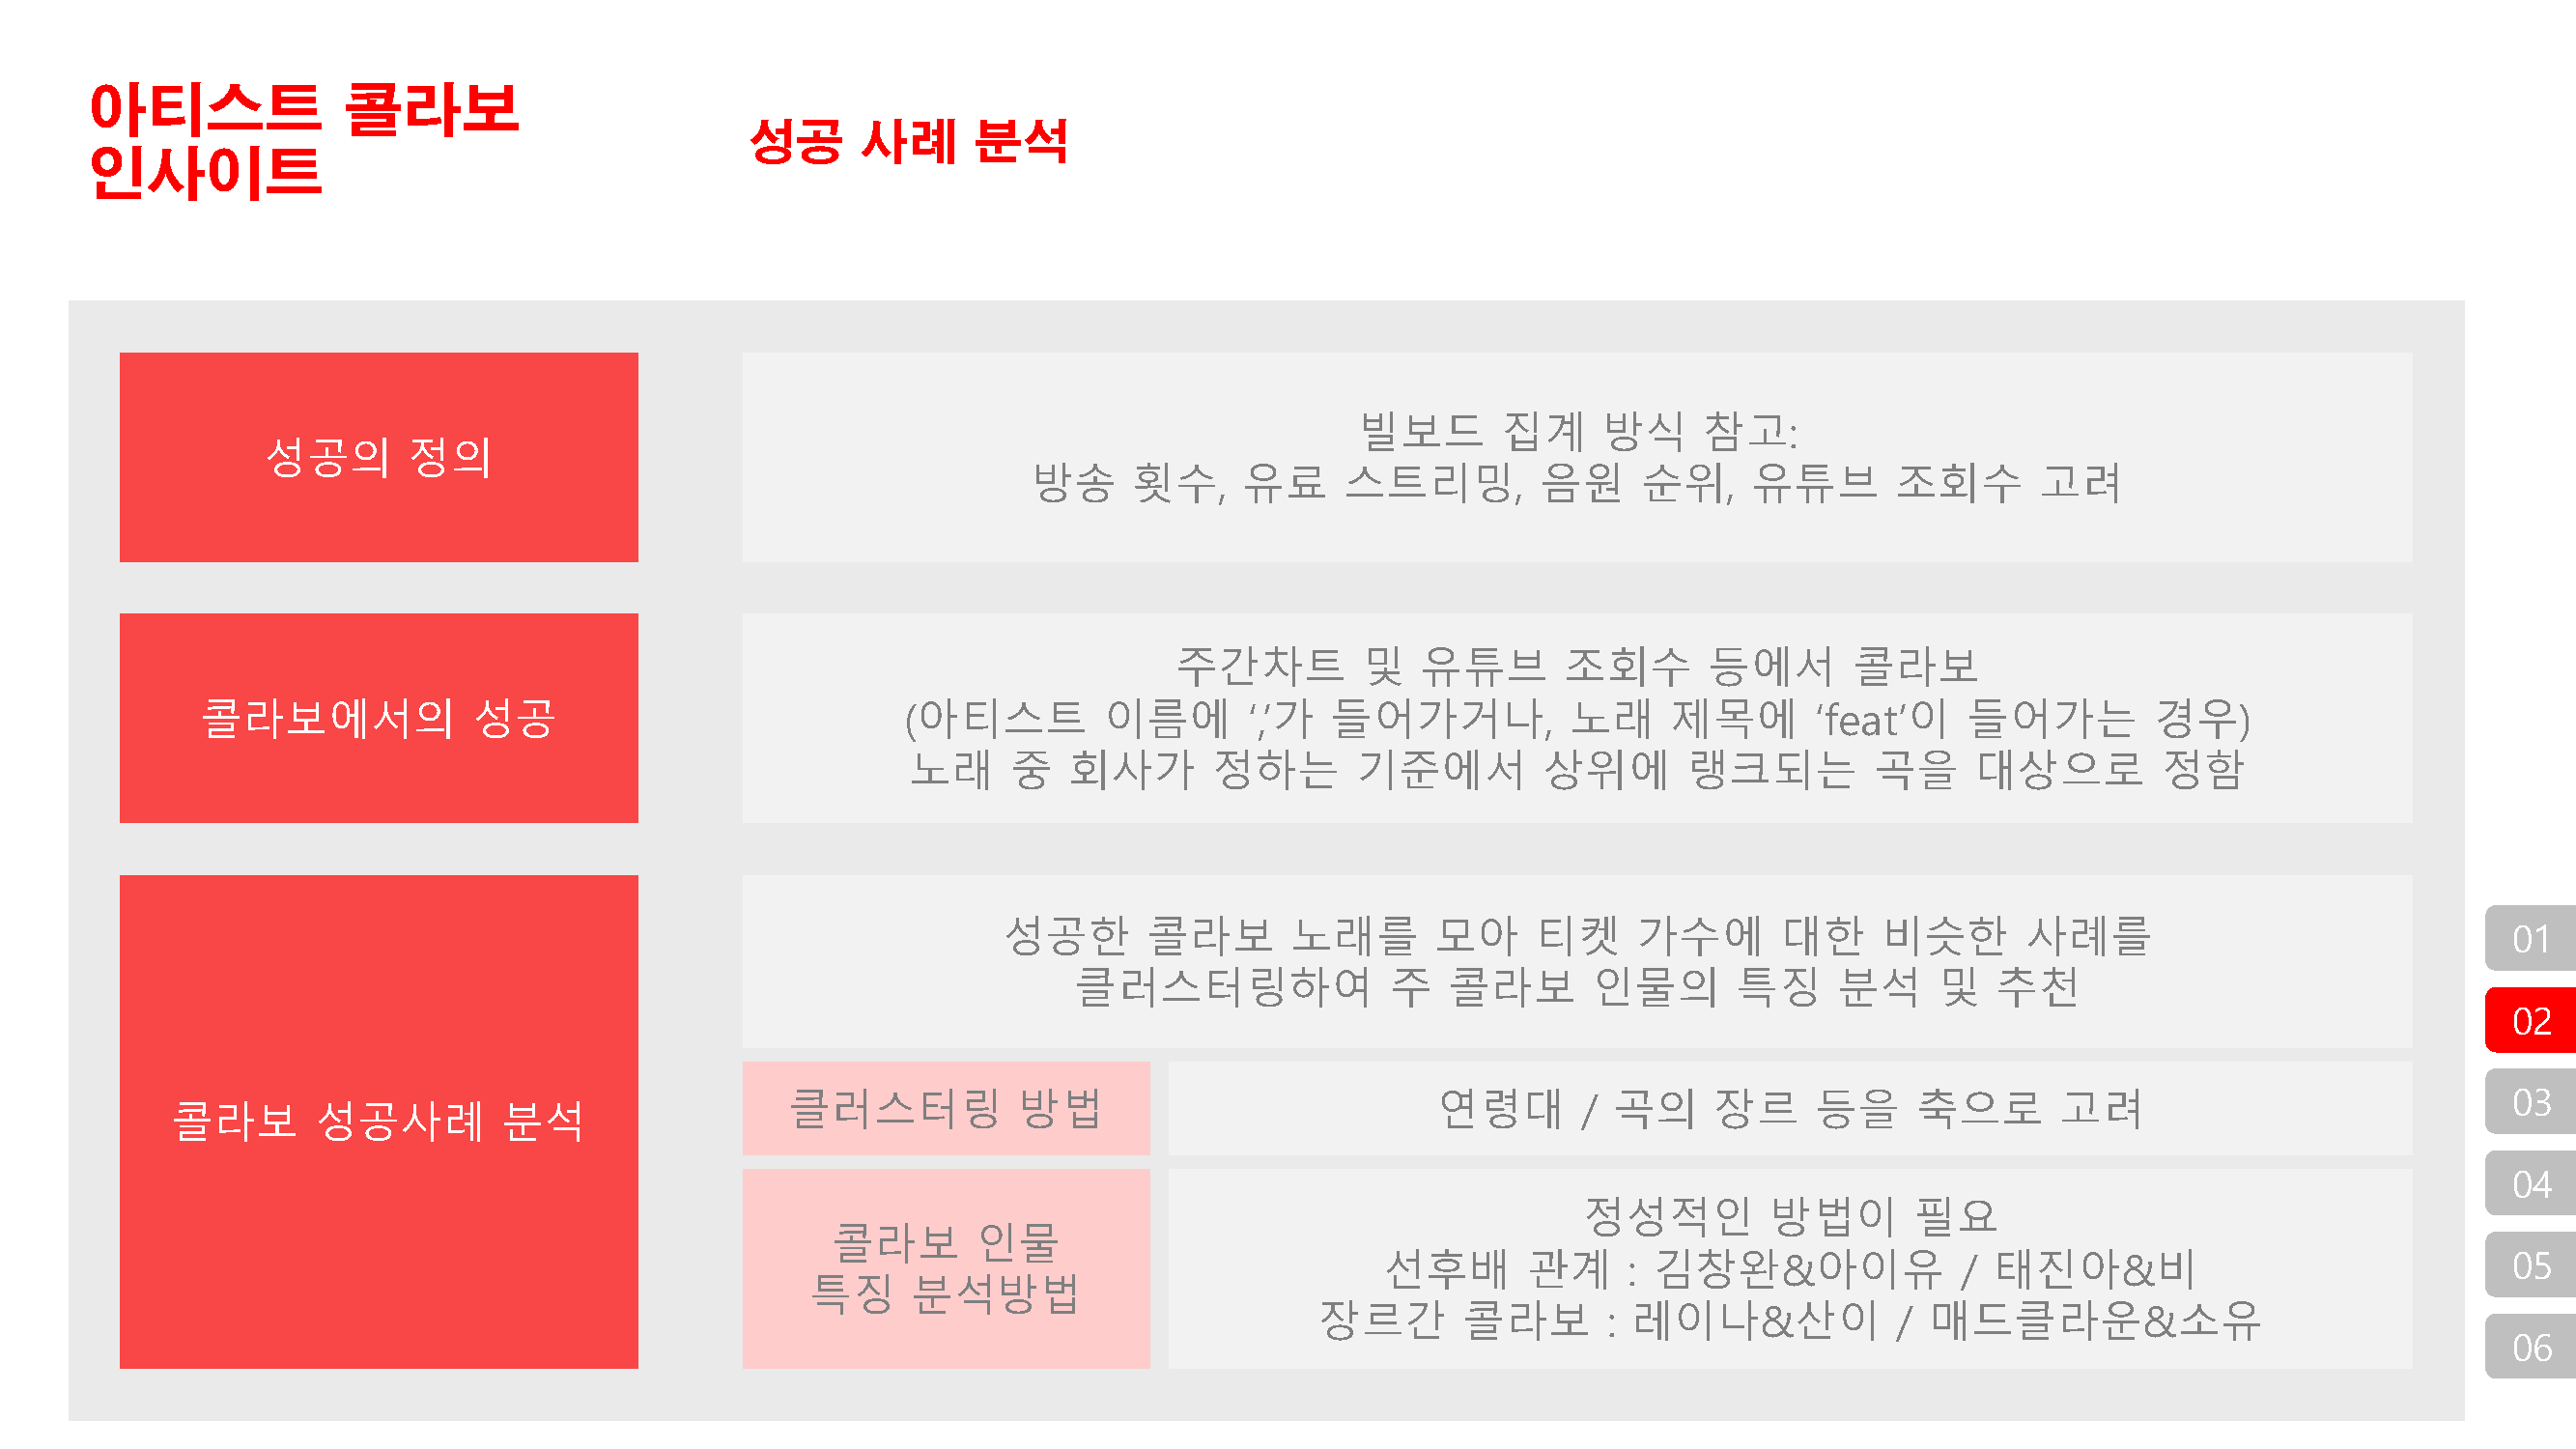 아티스트 콜라보
인사이트
성공 사례 분석
성공의 정의
빌보드 집계 방식 참고:
방송 횟수, 유료 스트리밍, 음원 순위, 유튜브 조회수 고려
콜라보에서의 성공
주간차트 및 유튜브 조회수 등에서 콜라보
(아티스트 이름에 ‘,’가 들어가거나, 노래 제목에 ‘feat’이 들어가는 경우)
노래 중 회사가 정하는 기준에서 상위에 랭크되는 곡을 대상으로 정함
콜라보 성공사례 분석
성공한 콜라보 노래를 모아 티켓 가수에 대한 비슷한 사례를
클러스터링하여 주 콜라보 인물의 특징 분석 및 추천
클러스터링 방법
연령대 / 곡의 장르 등을 축으로 고려
콜라보 인물
특징 분석방법
정성적인 방법이 필요
선후배 관계 : 김창완&아이유 / 태진아&비
장르간 콜라보 : 레이나&산이 / 매드클라운&소유
01
02
03
04
05
06